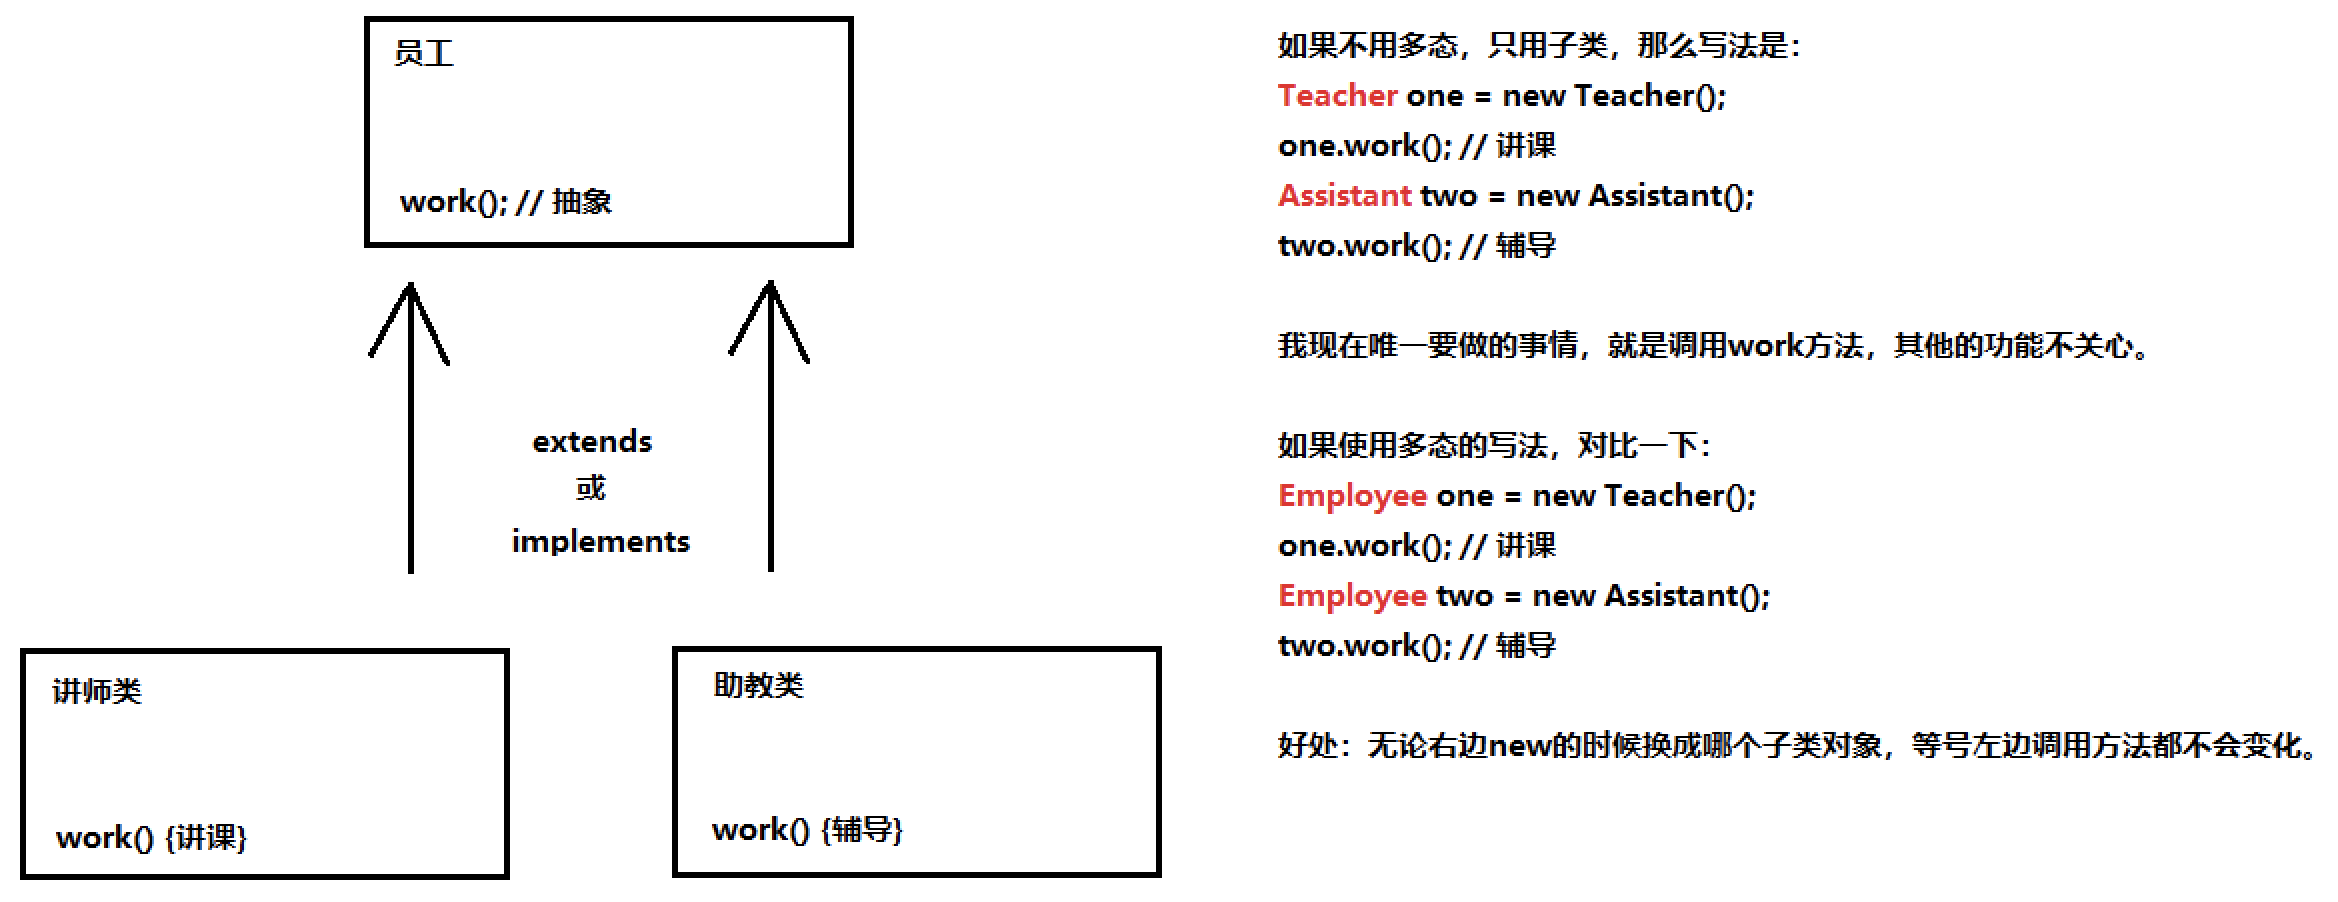 员工
work(); // 抽象
extends
或
implements
讲师类
work() {讲课}
助教类
work() {辅导}
如果不用多态，只用子类，那么写法是：
Teacher one = new Teacher();
one.work(); // 讲课
Assistant two = new Assistant();
two.work(); // 辅导
我现在唯一要做的事情，就是调用work方法，其他的功能不关心。
如果使用多态的写法，对比一下：
Employee one = new Teacher();
one.work(); // 讲课
Employee two = new Assistant();
two.work(); // 辅导
好处：无论右边new的时候换成哪个子类对象，等号左边调用方法都不会变化。